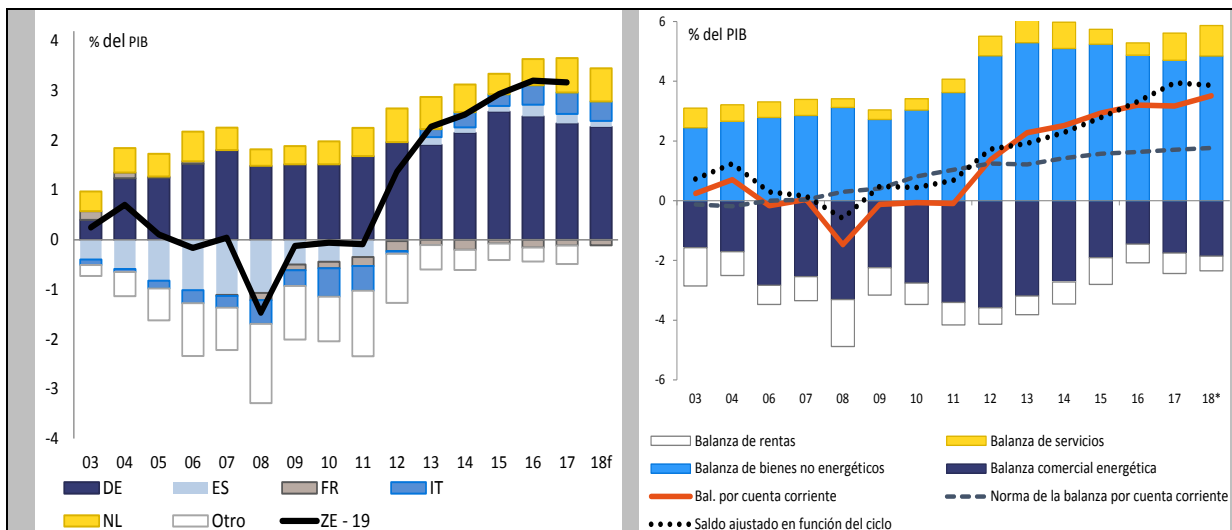 % del PIB
4
3
2
1
0
-1
-2
-3
-4
03 04 05 06 07 08 09 10 11 12 13 14 15 16 17 18f
DE ES FR IT
NL Otro ZE - 19
% del PIB
6
4
2
0
-2
-4
-6
03 04 06 07 08 09 10 11 12 13 14 15 16 17 18*
Balanza de rentas Balanza de servicios
Balanza de bienes no energéticos Balanza comercial energética
Bal. por cuenta corriente Norma de la balanza por cuenta corriente
Saldo ajustado en función del ciclo